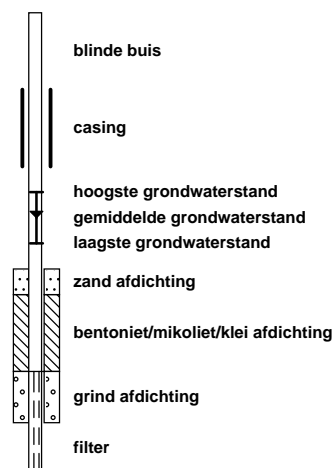 blinde buis
casing
hoogste grondwaterstand
gemiddelde grondwaterstand
laagste grondwaterstand
zand afdichting
bentoniet/mikoliet/klei afdichting
grind afdichting
filter